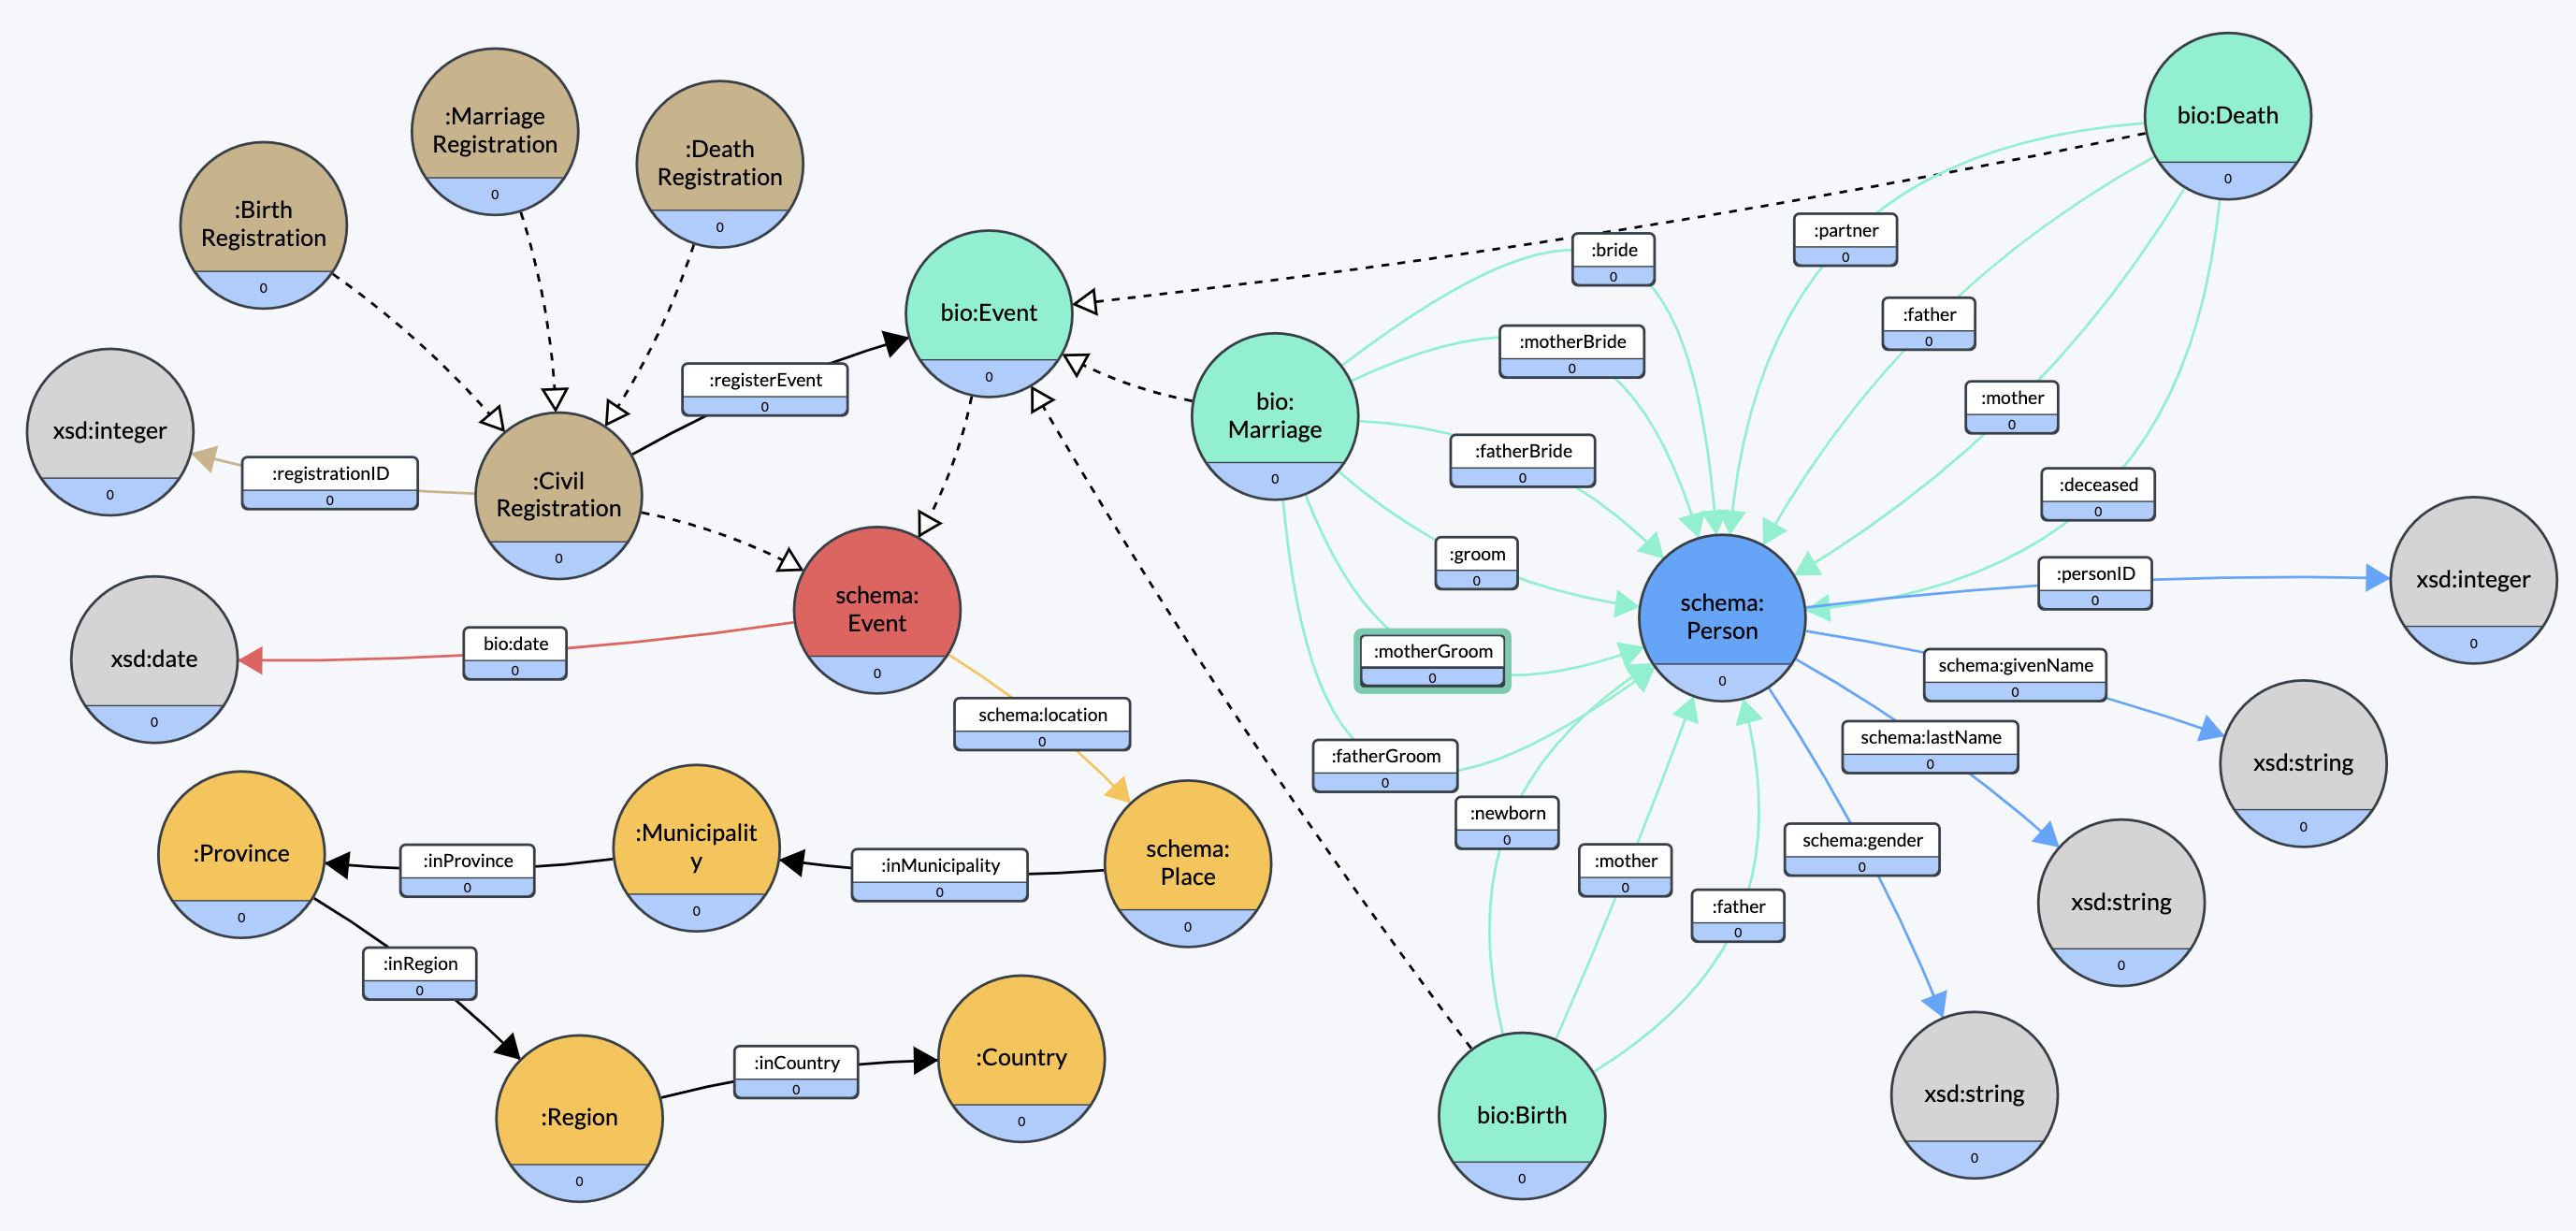 :Marriage
Registration
0
:Death
Registration
0
:Birth
Registration
0
bio:Death
0
:partner
0
:bride
0
bio:Event
0
:father
0
:motherBride
0
:registerEvent
0
:mother
0
bio:
Marriage
0
xsd:integer
0
:registrationID
0
:Civil
Registration
0
:fatherBride
0
:deceased
0
:groom
0
:personID
0
xsd:integer
0
schema:
Event
0
schema:
Person
0
bio:date
0
xsd:date
0
:motherGroom
0
schema:givenName
0
schema:location
0
schema:lastName
0
:fatherGroom
0
xsd:string
0
:newborn
0
schema:gender
0
:Province
0
:inProvince
0
:Municipalit
y
0
:inMunicipality
0
schema:
Place
0
:mother
0
:father
0
xsd:string
0
:inRegion
0
:inCountry
0
:Country
0
:Region
0
bio:Birth
0
xsd:string
0